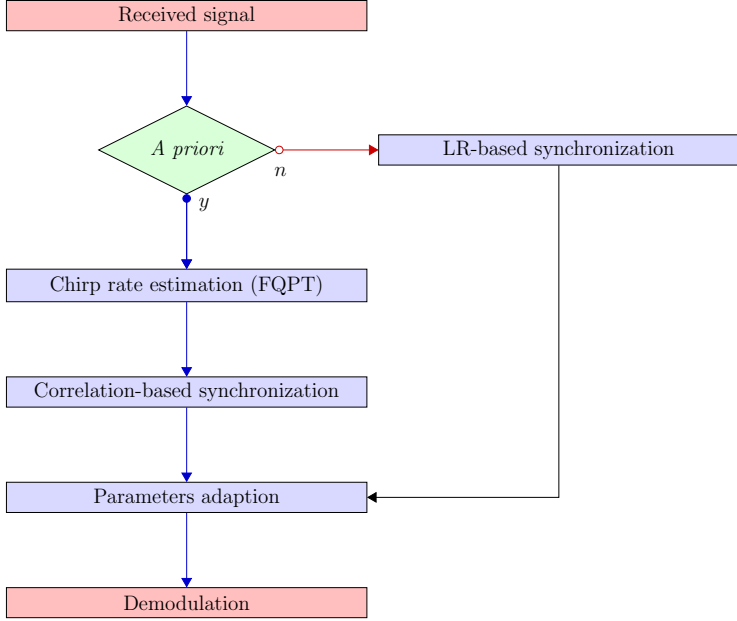 Received signal
A priori
LR-based synchronization
n
y
Chirp rate estimation (FQPT)
Correlation-based synchronization
Parameters adaption
Demodulation